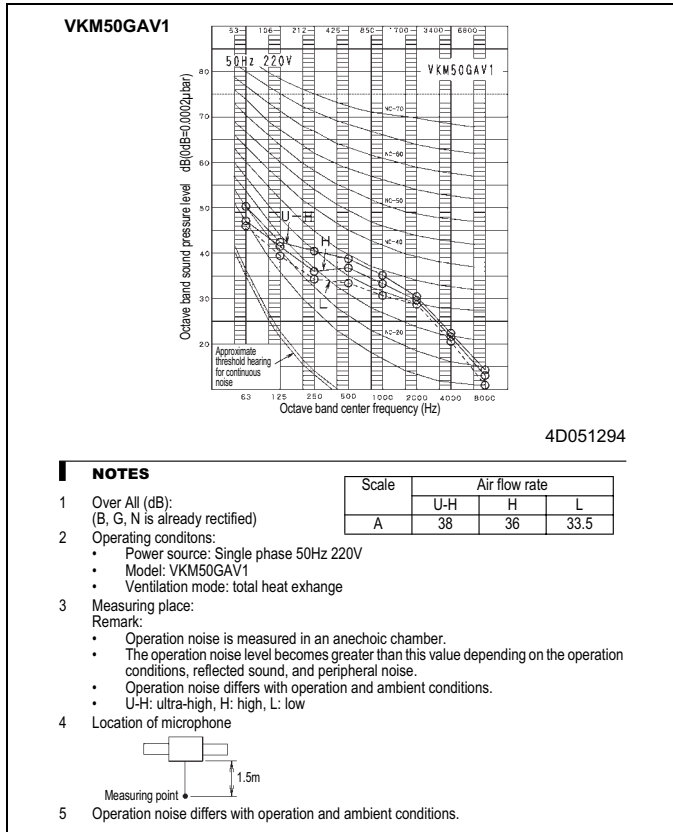 VKM50GAV1
53 106 212 425 850 1700 3400 6800
50Hz 220V
VKM50GAV1
Octave band sound pressure level dB(0dB=0.0002µbar)
80
70
60
50
40
30
20
NC-70
NC-60
NC-50
NC-40
NC-20
U-H
H
L
Approximate
threshold hearing
for continuous
noise
63 125 250 500 1000 2000 4000 8000
Octave band center frequency (Hz)
4D051294
NOTES
1 Over All (dB):
(B, G, N is already rectified)
Scale Air flow rate
U-H H L
A 38 36 33.5
2 Operating conditons:
• Power source: Single phase 50Hz 220V
• Model: VKM50GAV1
• Ventilation mode: total heat exhange
3 Measuring place:
Remark:
• Operation noise is measured in an anechoic chamber.
• The operation noise level becomes greater than this value depending on the operation
conditions, reflected sound, and peripheral noise.
• Operation noise differs with operation and ambient conditions.
• U-H: ultra-high, H: high, L: low
4 Location of microphone
1.5m
Measuring point
5 Operation noise differs with operation and ambient conditions.